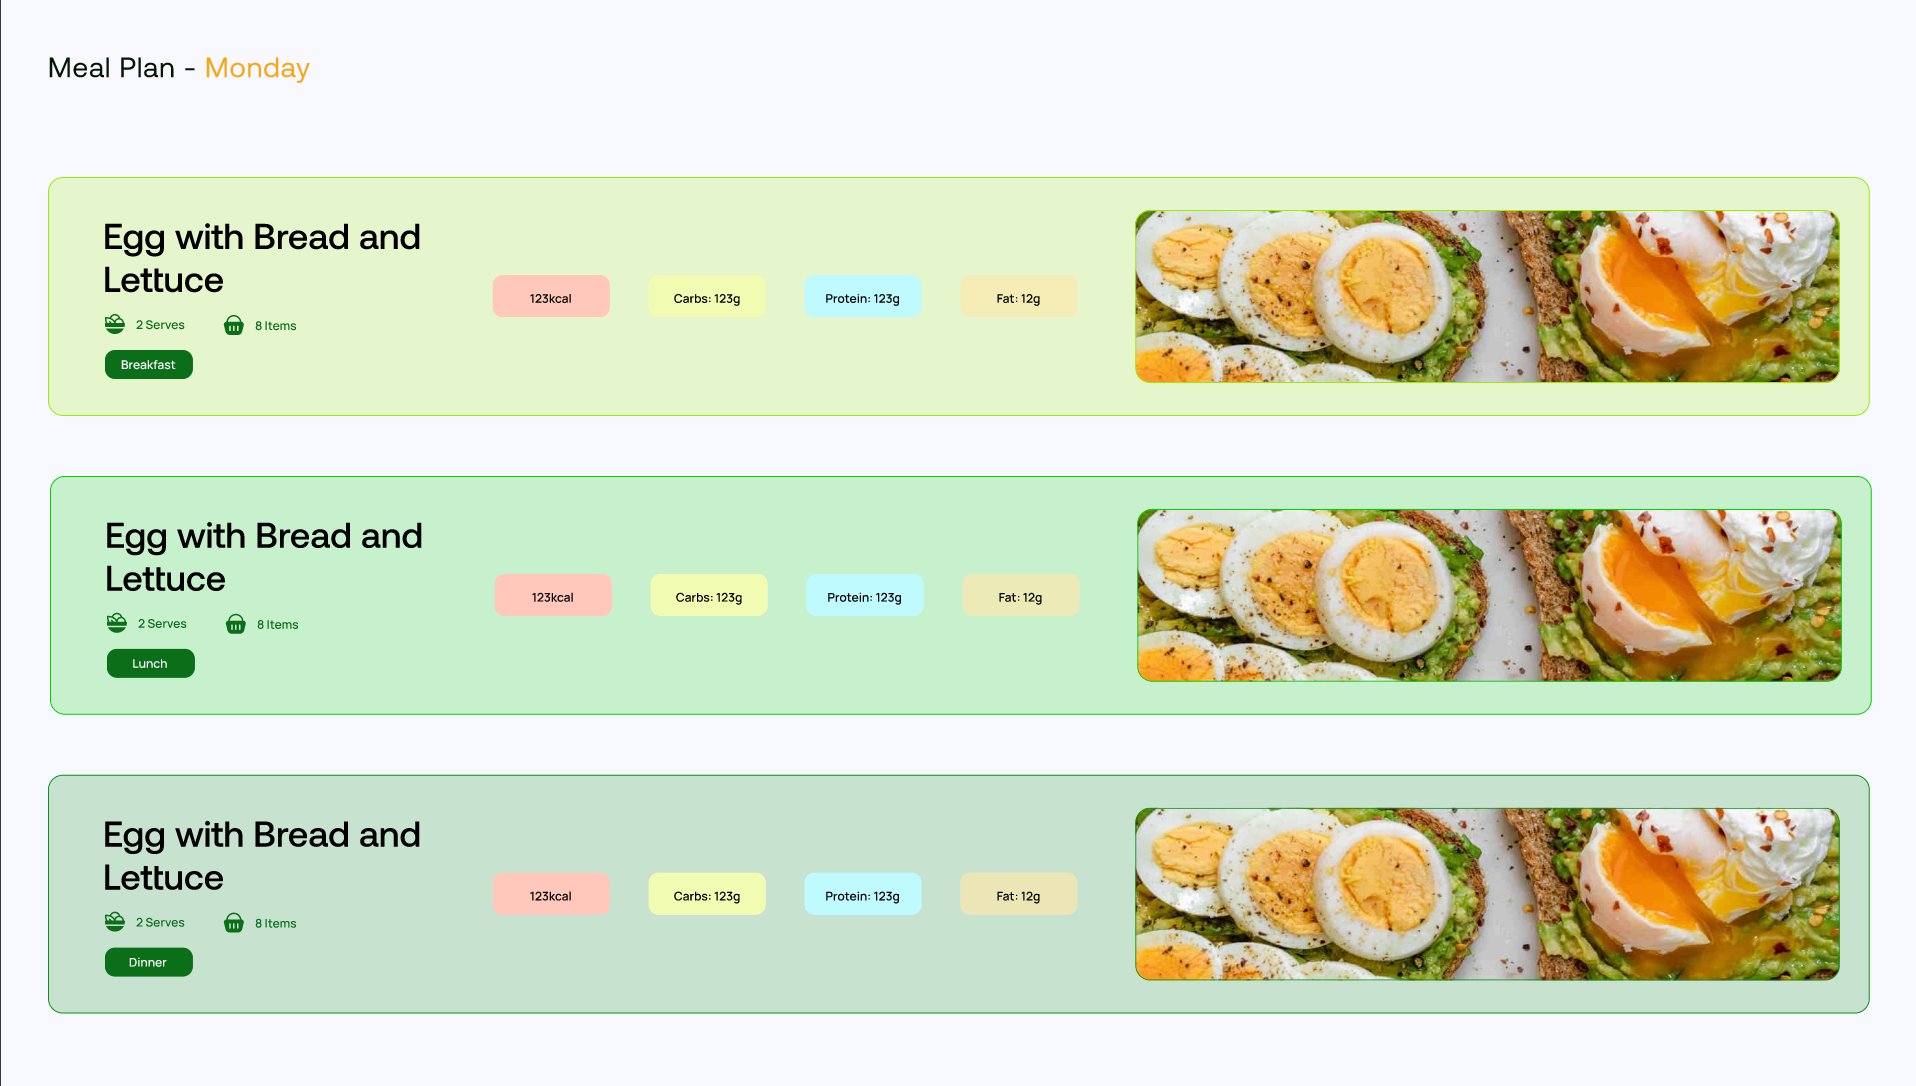 Meal Plan - Monday
Egg with Bread and
Lettuce
2 Serves
8 Items
Breakfast
123kcal
Carbs: 123g
Protein: 123g
Fat: 12g
Egg with Bread and
Lettuce
2 Serves
8 Items
Lunch
123kcal
Carbs: 123g
Protein: 123g
Fat: 12g
Egg with Bread and
Lettuce
2 Serves
8 Items
Dinner
123kcal
Carbs: 123g
Protein: 123g
Fat: 12g